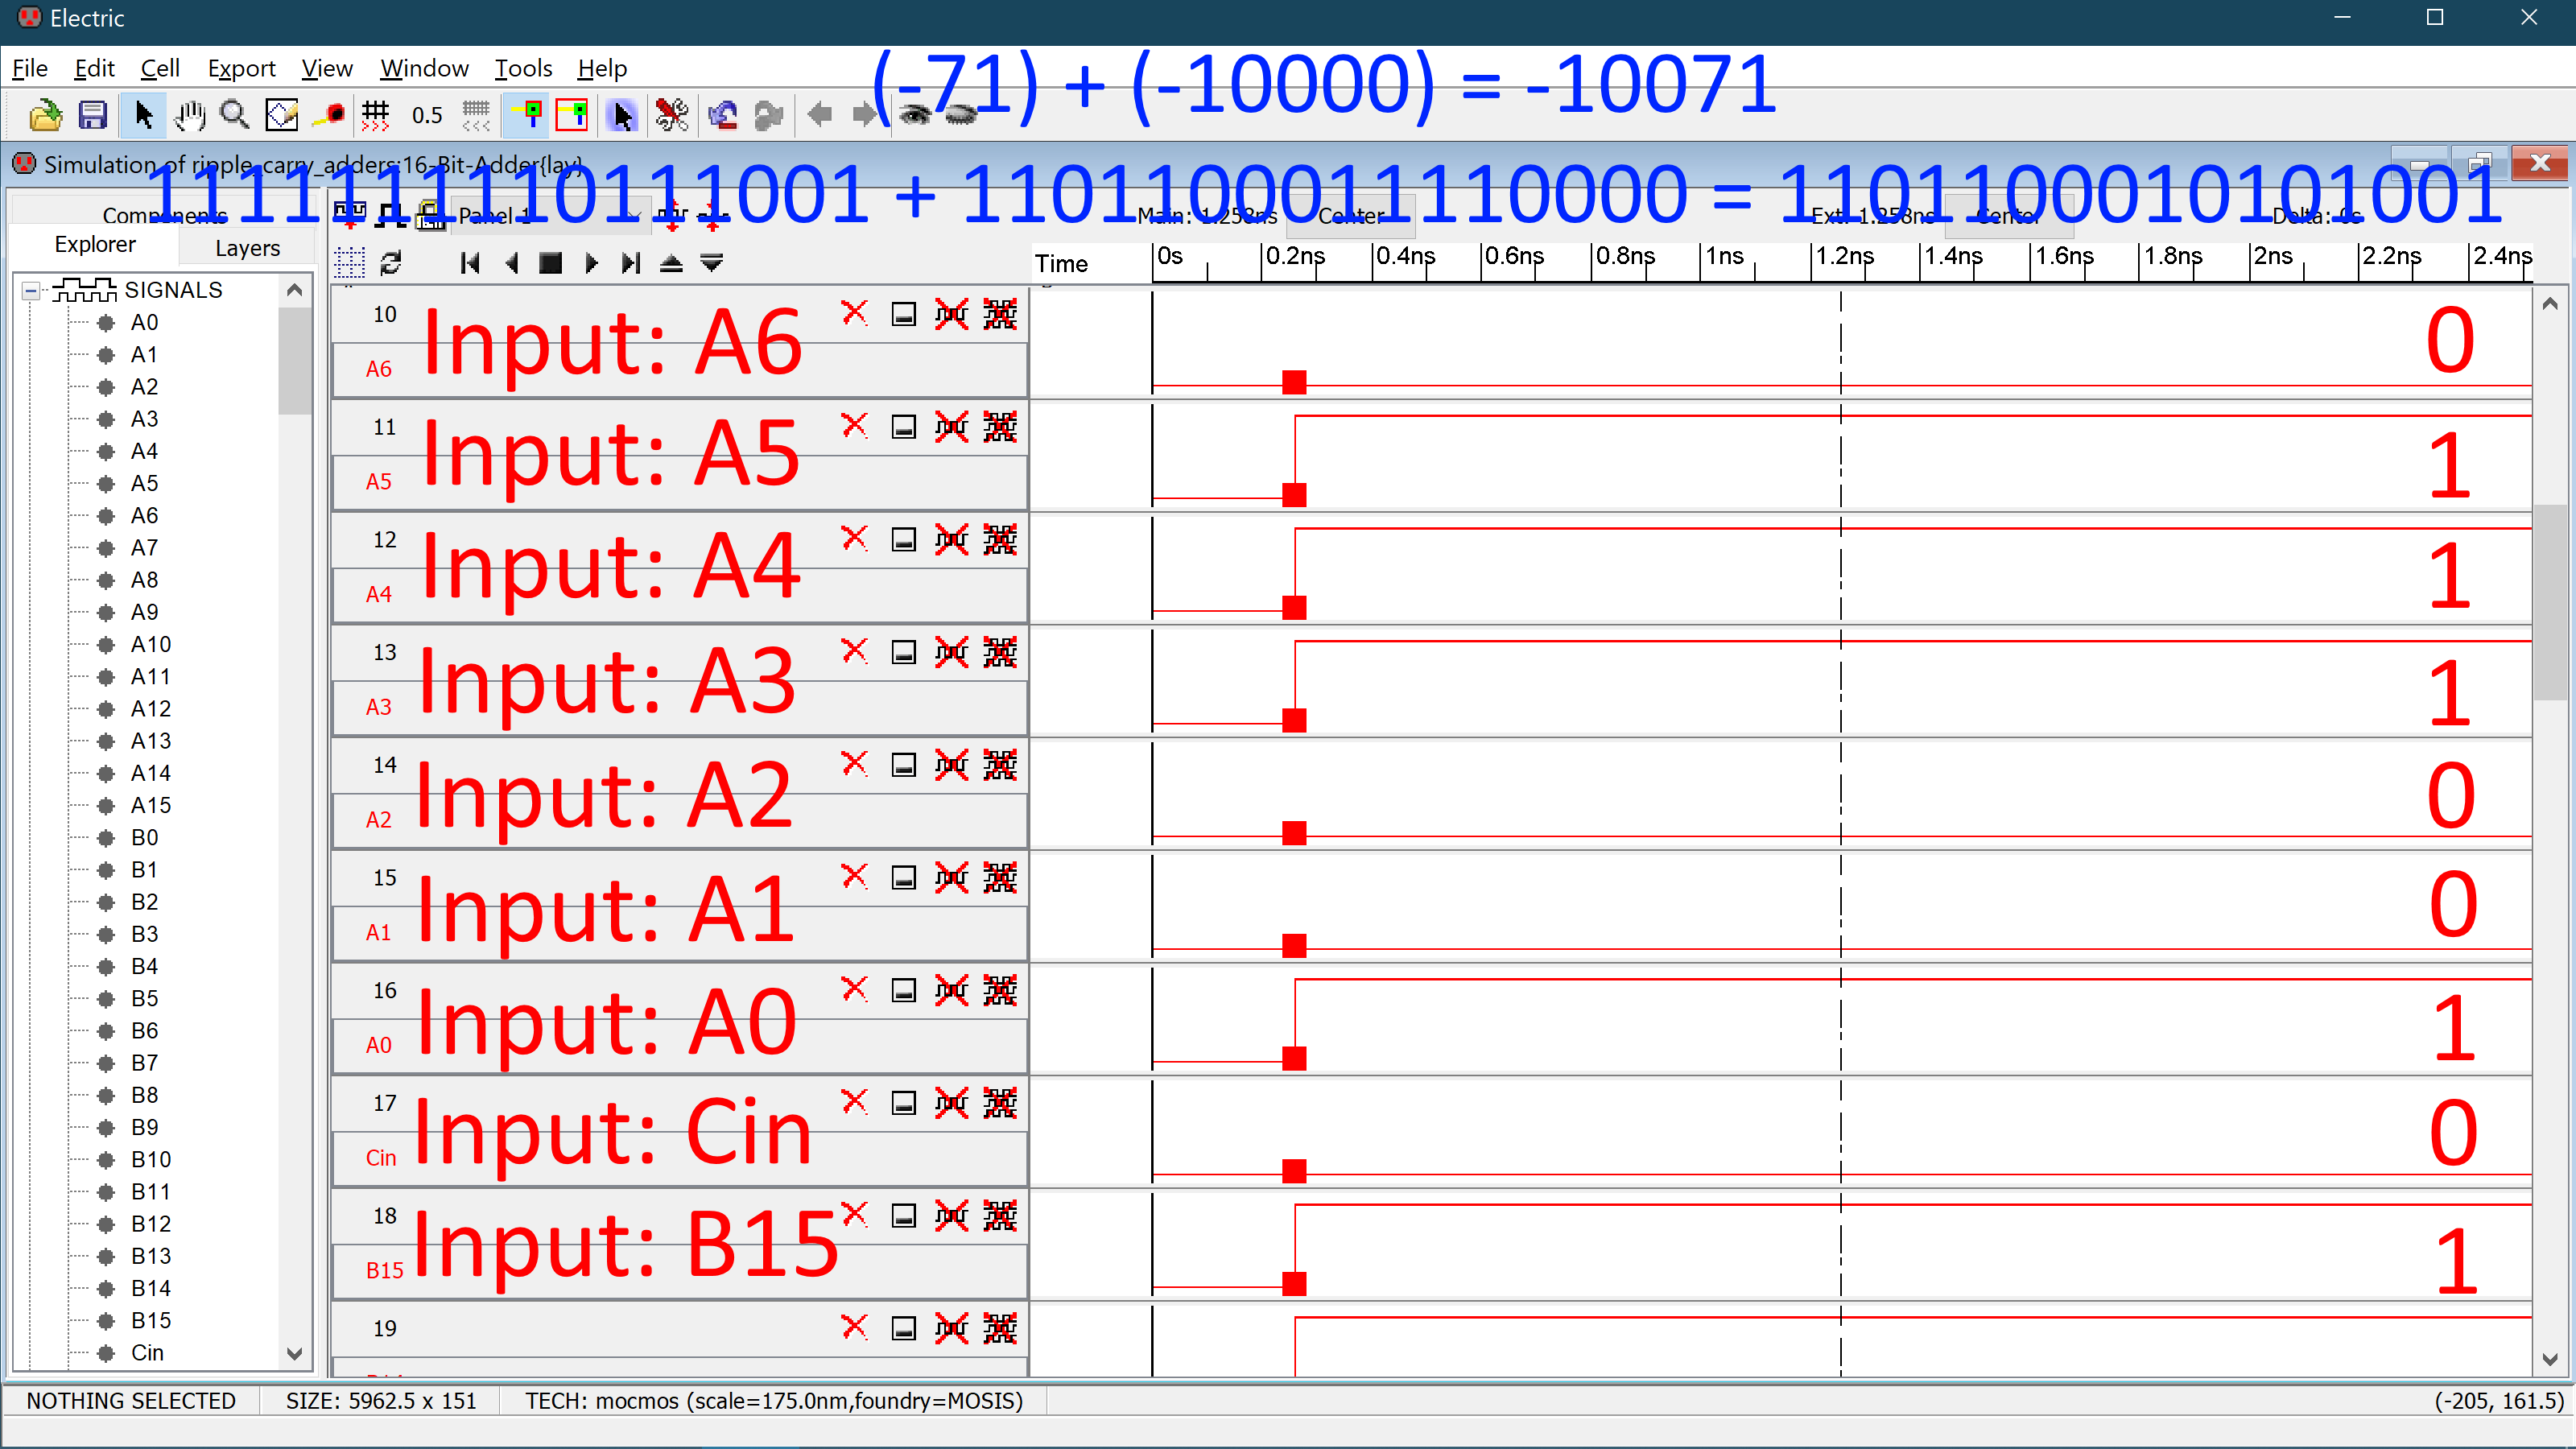 Electric
File Edit Cell Export View Window Tools Help
(-71) + (-10000) = -10071
0.5
Simulation of ripple_carry_adders:16-Bit-Adder{lay}
1111111110111001 + 1101100011110000 = 1101100010101001
Components
Explorer Layers
Panel 1
Main: 1.258ns Center Ext: 1.258ns Center Delta: 0s
Time 0s 0.2ns 0.4ns 0.6ns 0.8ns 1ns 1.2ns 1.4ns 1.6ns 1.8ns 2ns 2.2ns 2.4ns
SIGNALS
A0
A1
A2
A3
A4
A5
A6
A7
A8
A9
A10
A11
A12
A13
A14
A15
B0
B1
B2
B3
B4
B5
B6
B7
B8
B9
B10
B11
B12
B13
B14
B15
Cin
10 Input: A6 0
A6
11 Input: A5 1
A5
12 Input: A4 1
A4
13 Input: A3 1
A3
14 Input: A2 0
A2
15 Input: A1 0
A1
16 Input: A0 1
A0
17 Input: Cin 0
Cin
18 Input: B15 1
B15
19
NOTHING SELECTED SIZE: 5962.5 x 151 TECH: mocmos (scale=175.0nm,foundry=MOSIS) (-205, 161.5)